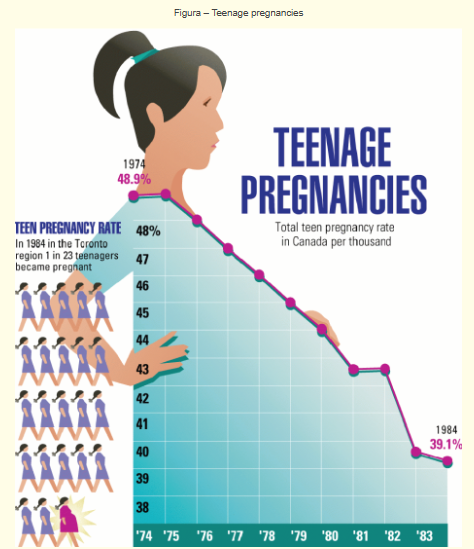 Figura – Teenage pregnancies
TEENAGE
PREGNANCIES
Total teen pregnancy rate
in Canada per thousand
1974
48.9%
TEEN PREGNANCY RATE
In 1984 in the Toronto
region 1 in 23 teenagers
became pregnant
48%
47
46
45
44
43
42
41
40
39
38
1984
39.1%
'74 '75 '76 '77 '78 '79 '80 '81 '82 '83